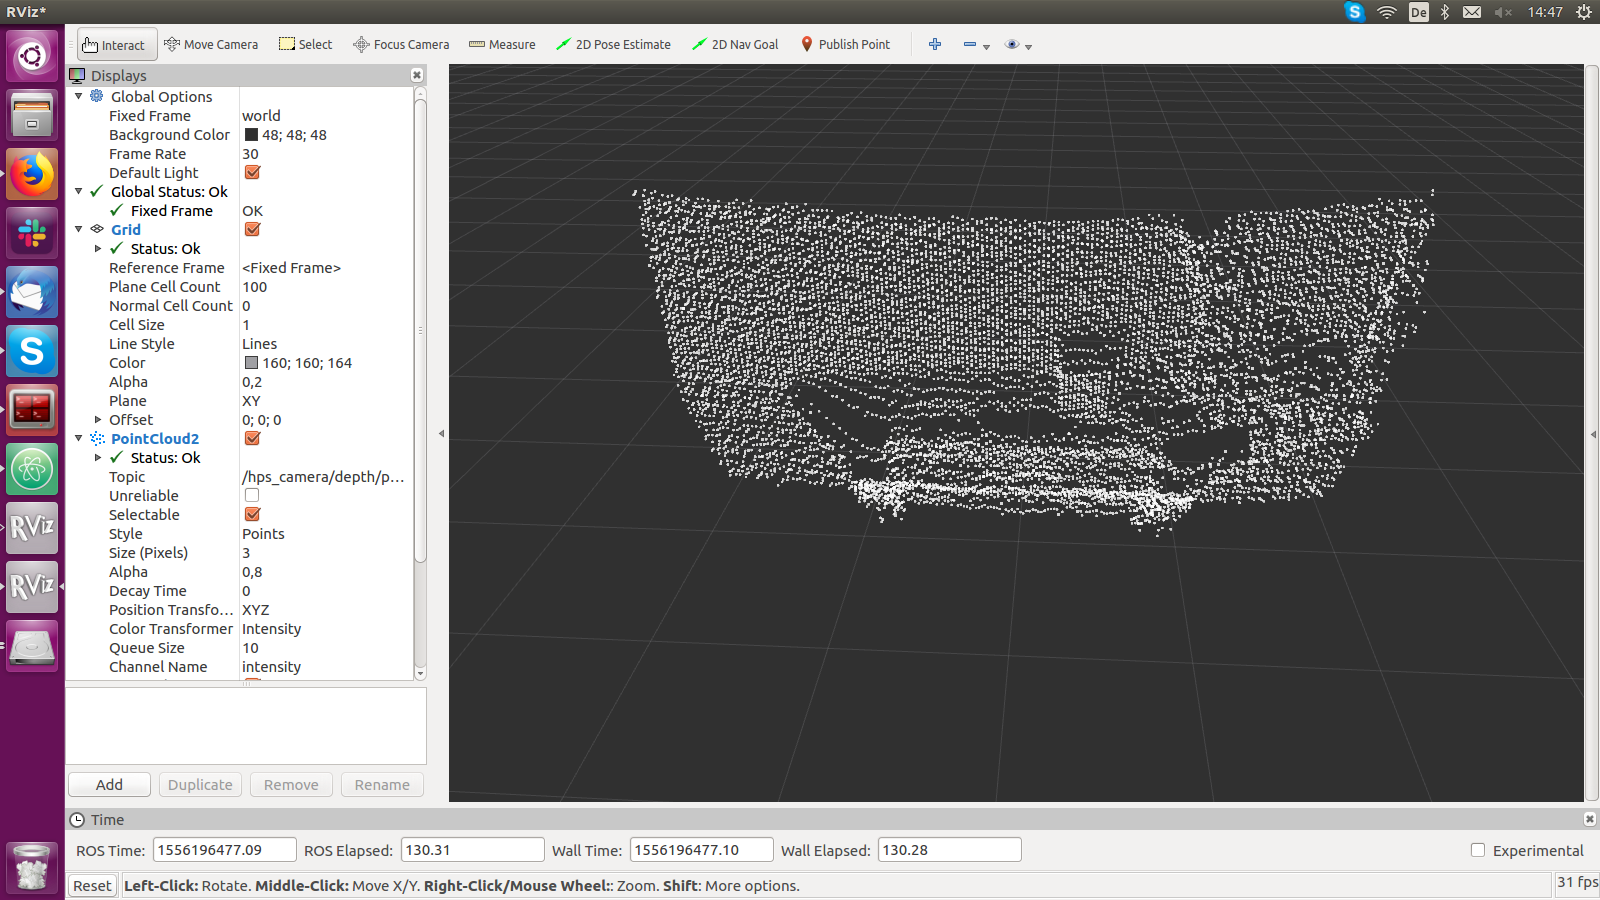 RViz*
De
14:47
Interact
Move Camera
Select
Focus Camera
Measure
2D Pose Estimate
2D Nav Goal
Publish Point
Displays
Global Options
Fixed Frame world
Background Color 48; 48; 48
Frame Rate 30
Default Light
Global Status: Ok
Fixed Frame OK
Grid
Status: Ok
Reference Frame <Fixed Frame>
Plane Cell Count 100
Normal Cell Count 0
Cell Size 1
Line Style Lines
Color 160; 160; 164
Alpha 0,2
Plane XY
Offset 0; 0; 0
PointCloud2
Status: Ok
Topic /hps_camera/depth/p...
Unreliable
Selectable
Style Points
Size (Pixels) 3
Alpha 0,8
Decay Time 0
Position Transfo... XYZ
Color Transformer Intensity
Queue Size 10
Channel Name intensity
Add
Duplicate
Remove
Rename
Time
ROS Time: 1556196477.09 ROS Elapsed: 130.31 Wall Time: 1556196477.10 Wall Elapsed: 130.28 Experimental
Reset Left-Click: Rotate. Middle-Click: Move X/Y. Right-Click/Mouse Wheel:: Zoom. Shift: More options. 31 fps
S
S
RViz
RViz